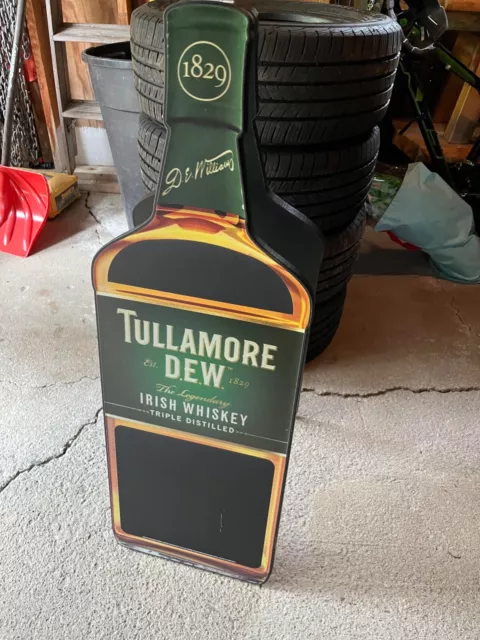 1829
D.E. Williams
TULLAMORE
EST. D.E.W. 1829
The Legendary
IRISH WHISKEY
TRIPLE DISTILLED